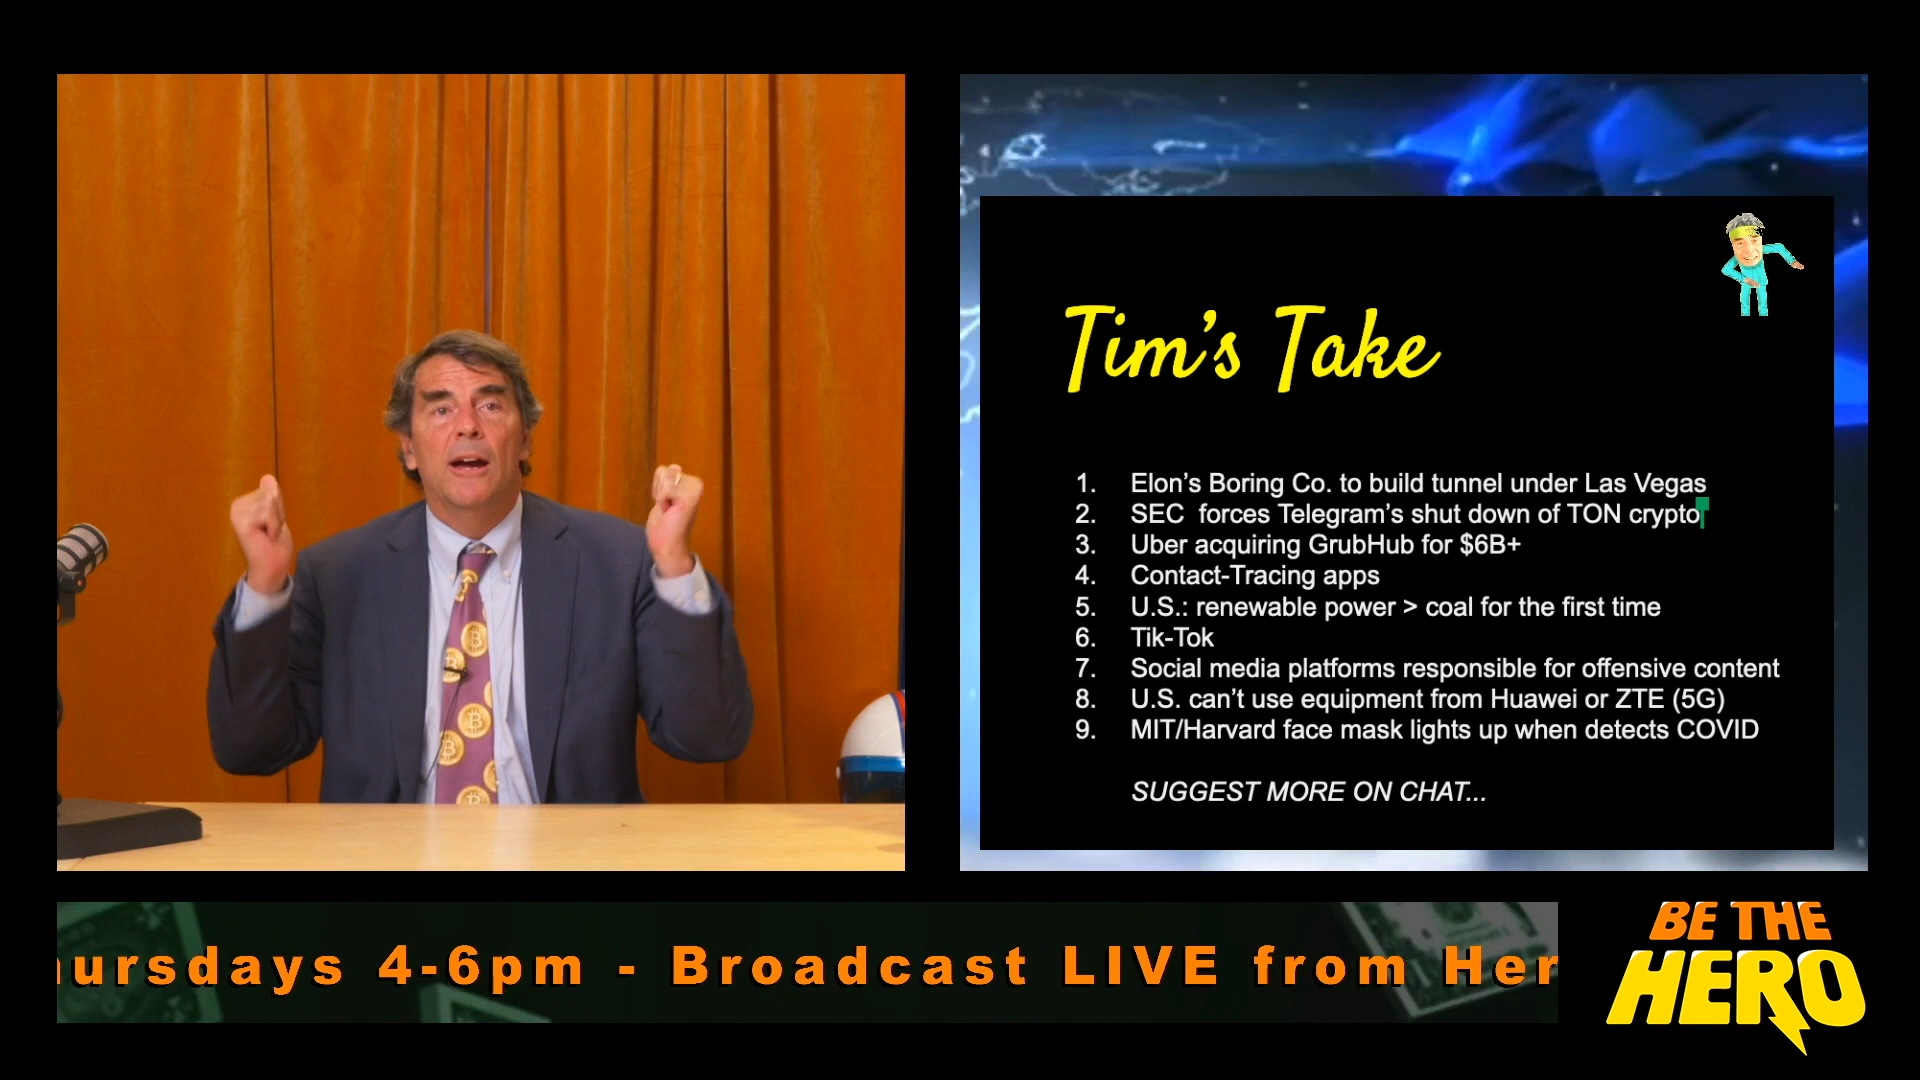 Tim's Take
1. Elon's Boring Co. to build tunnel under Las Vegas
2. SEC  forces Telegram's shut down of TON crypto
3. Uber acquiring GrubHub for $6B+
4. Contact-Tracing apps
5. U.S.: renewable power > coal for the first time
6. Tik-Tok
7. Social media platforms responsible for offensive content
8. U.S. can't use equipment from Huawei or ZTE (5G)
9. MIT/Harvard face mask lights up when detects COVID
SUGGEST MORE ON CHAT...
hursdays 4-6pm - Broadcast LIVE from Her
BE THE
HERO